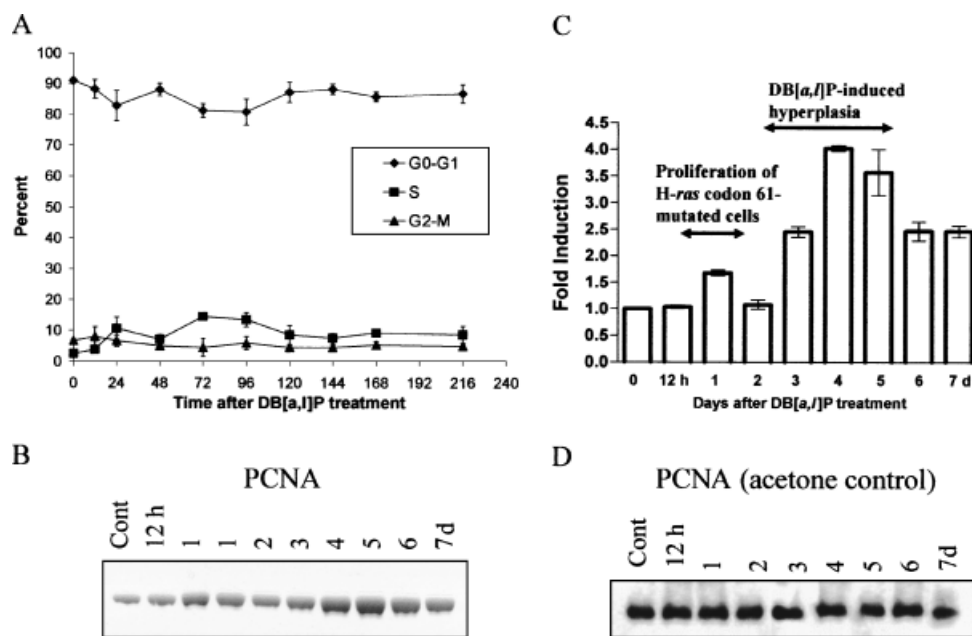 A
100
90
80
70
60
50
40
30
20
10
0
Percent
G0-G1
S
G2-M
0 24 48 72 96 120 144 168 192 216 240
Time after DB[a,l]P treatment
C
DB[a,l]P-induced
hyperplasia
Proliferation of
H-ras codon 61-
mutated cells
4.5
4.0
3.5
3.0
2.5
2.0
1.5
1.0
0.5
0.0
Fold Induction
0 12 h 1 2 3 4 5 6 7 d
Days after DB[a,l]P treatment
B
PCNA
Cont 12 h 1 1 2 3 4 5 6 7d
D
PCNA (acetone control)
Cont 12 h 1 2 3 4 5 6 7d